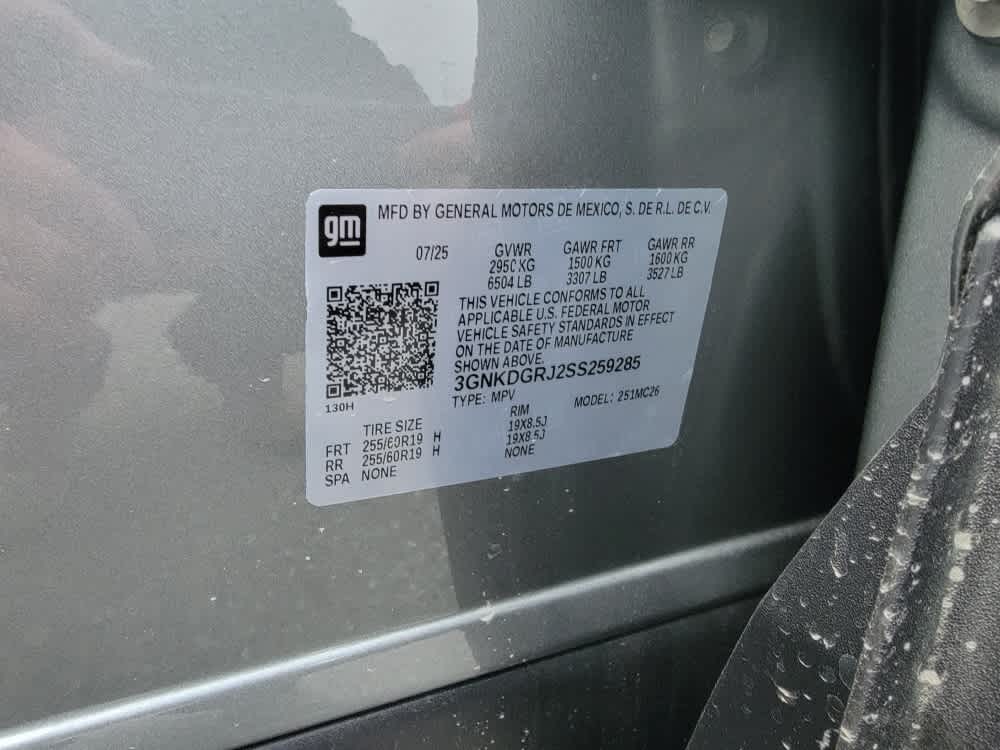 gm
MFD BY GENERAL MOTORS DE MEXICO, S. DE R.L. DE C.V.
07/25 GVWR GAWR FRT GAWR RR
2950 KG 1500 KG 1600 KG
6504 LB 3307 LB 3527 LB
THIS VEHICLE CONFORMS TO ALL
APPLICABLE U.S. FEDERAL MOTOR
VEHICLE SAFETY STANDARDS IN EFFECT
ON THE DATE OF MANUFACTURE
SHOWN ABOVE.
3GNKDGRJ2SS259285
TYPE: MPV MODEL: 251MC26
130H
TIRE SIZE RIM
FRT 255/60R19 H 19X8.5J
RR 255/60R19 H 19X8.5J
SPA NONE NONE